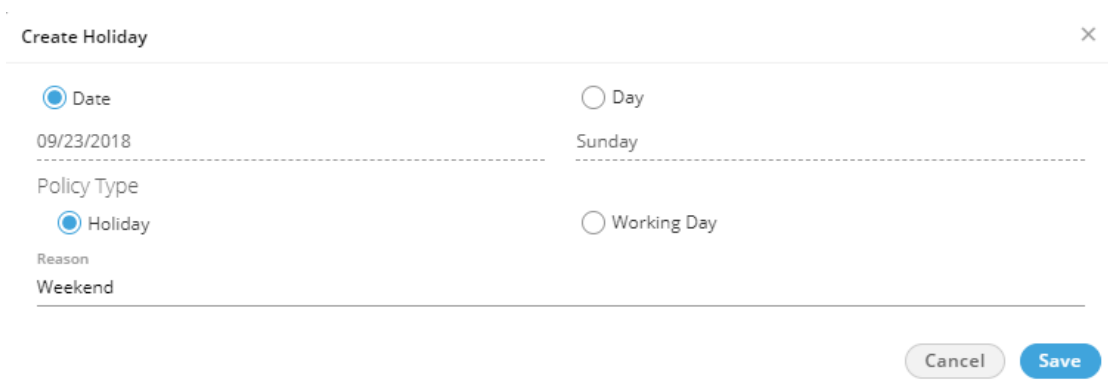 Create Holiday
Date Day
09/23/2018 Sunday
Policy Type
Holiday Working Day
Reason
Weekend
Cancel Save